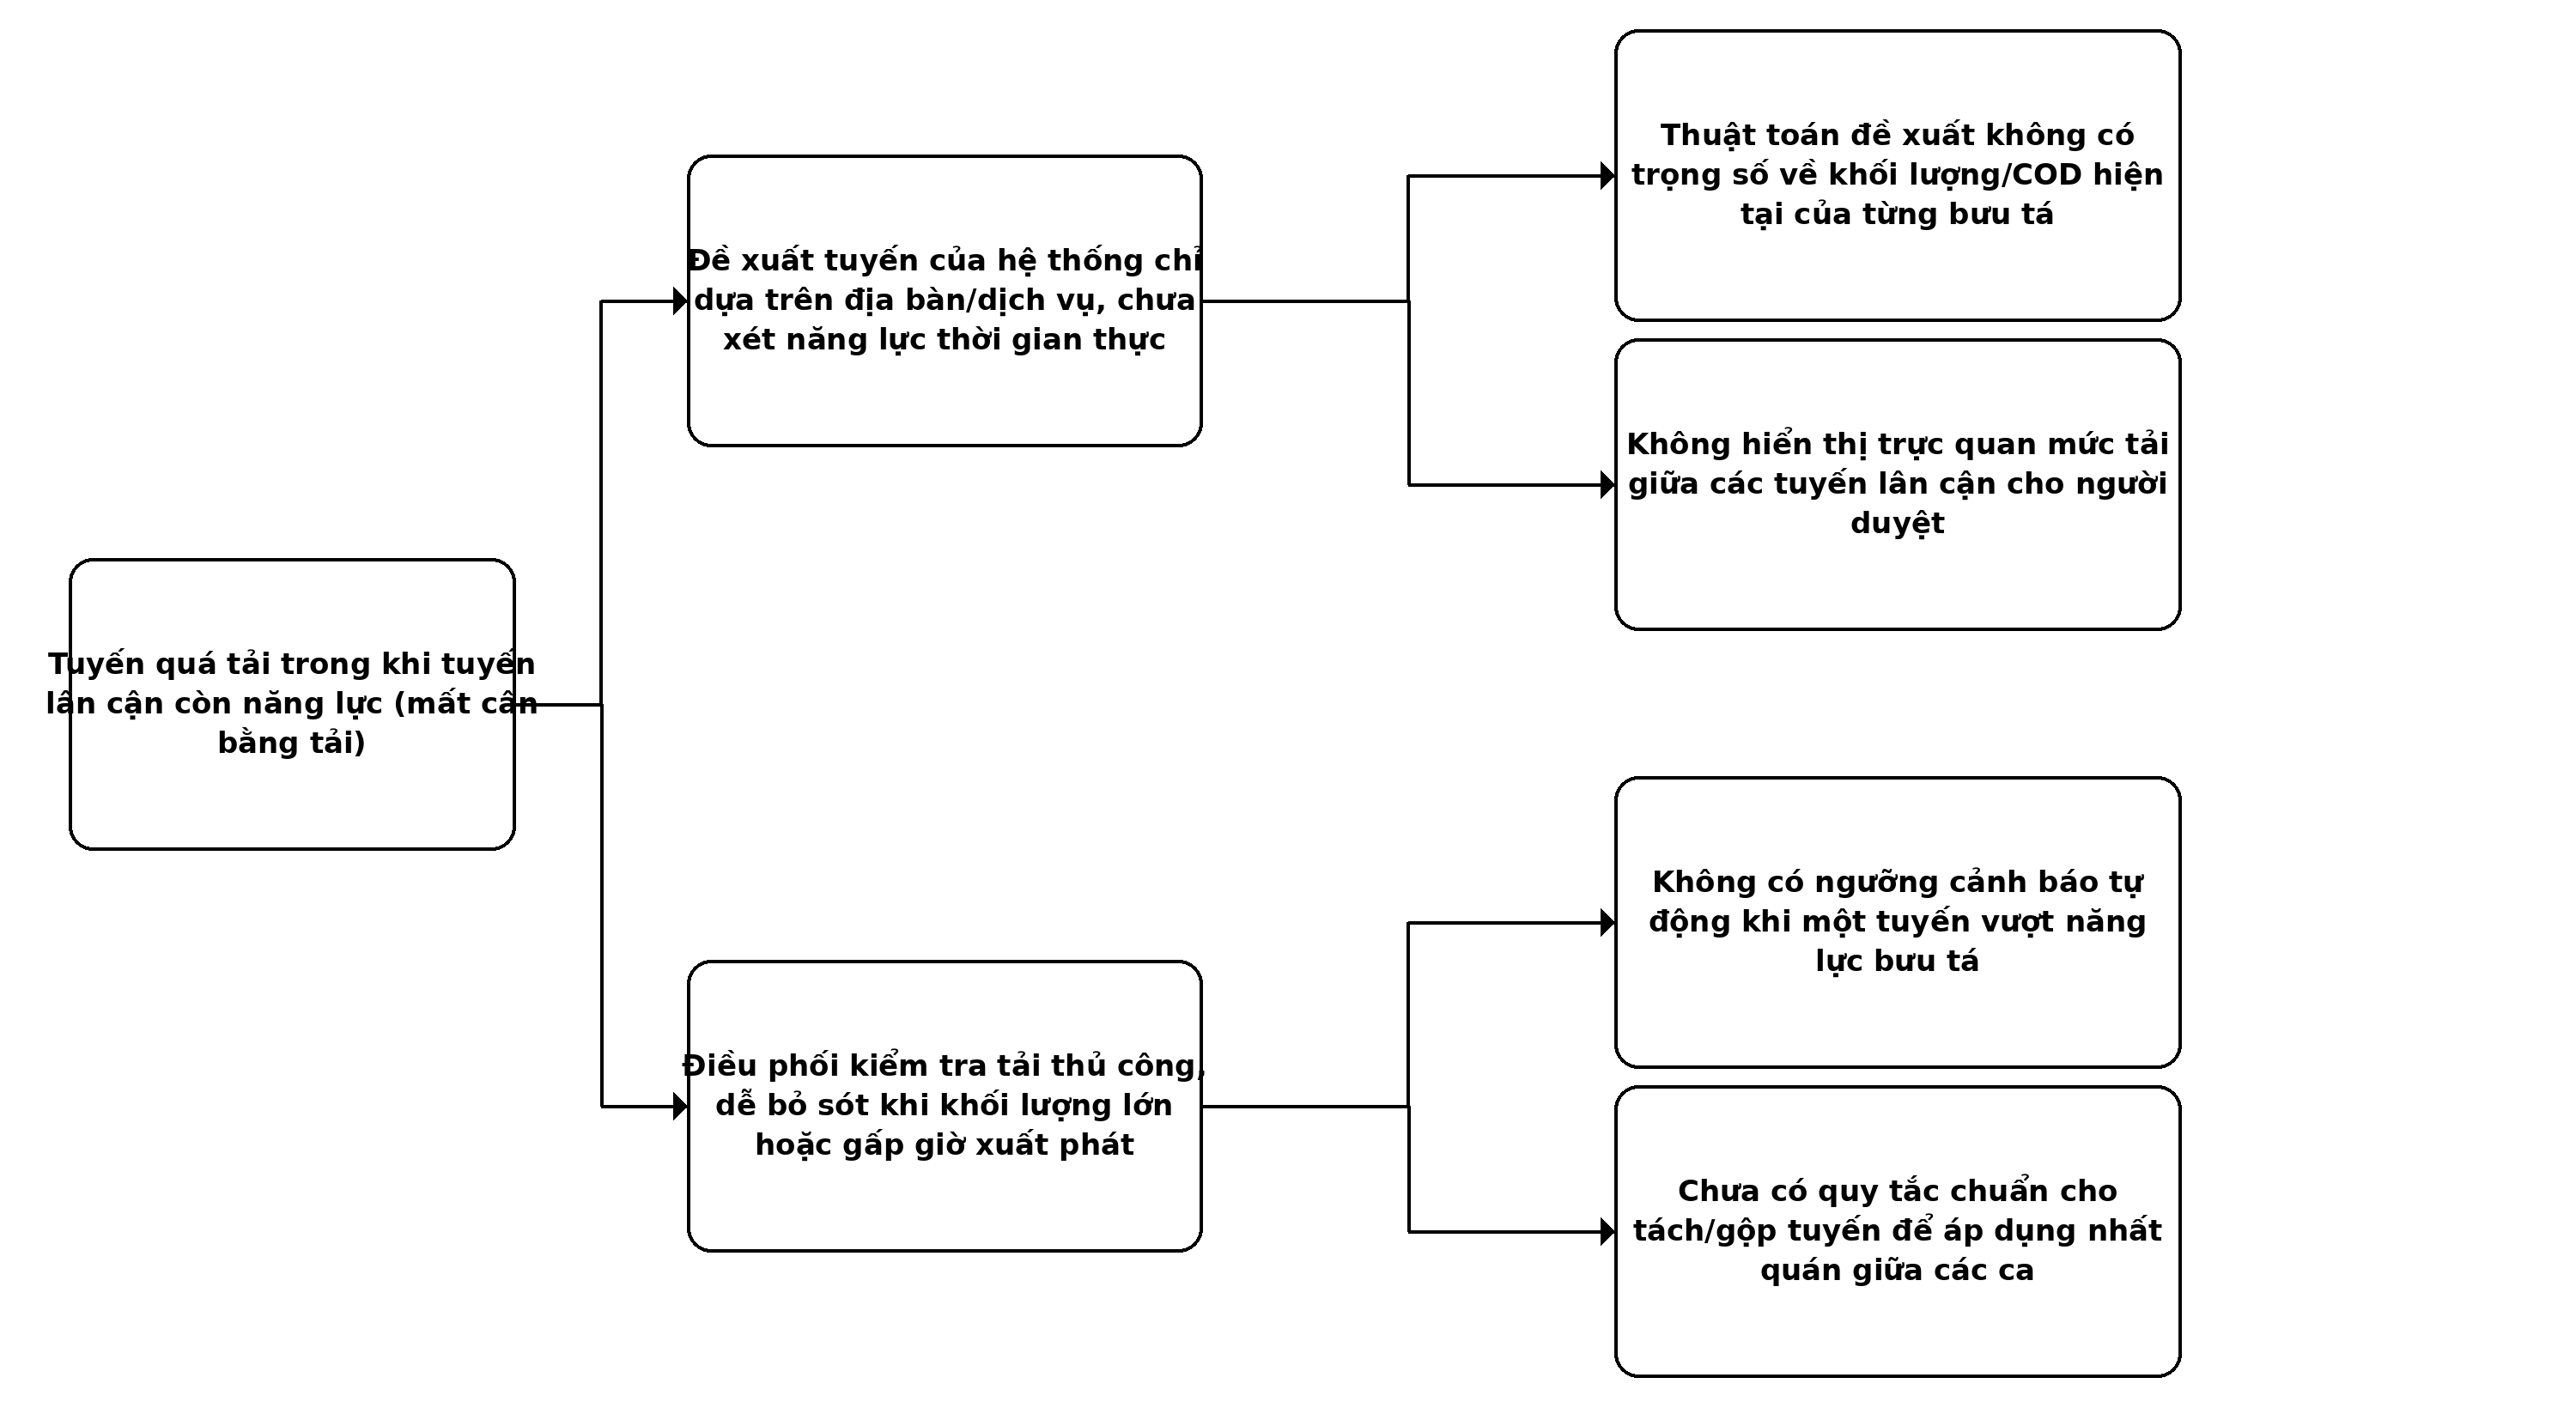 Tuyến quá tải trong khi tuyến
lân cận còn năng lực (mất cân
bằng tải)
Đề xuất tuyến của hệ thống chỉ
dựa trên địa bàn/dịch vụ, chưa
xét năng lực thời gian thực
Thuật toán đề xuất không có
trọng số về khối lượng/COD hiện
tại của từng bưu tá
Không hiển thị trực quan mức tải
giữa các tuyến lân cận cho người
duyệt
Điều phối kiểm tra tải thủ công,
dễ bỏ sót khi khối lượng lớn
hoặc gấp giờ xuất phát
Không có ngưỡng cảnh báo tự
động khi một tuyến vượt năng
lực bưu tá
Chưa có quy tắc chuẩn cho
tách/gộp tuyến để áp dụng nhất
quán giữa các ca